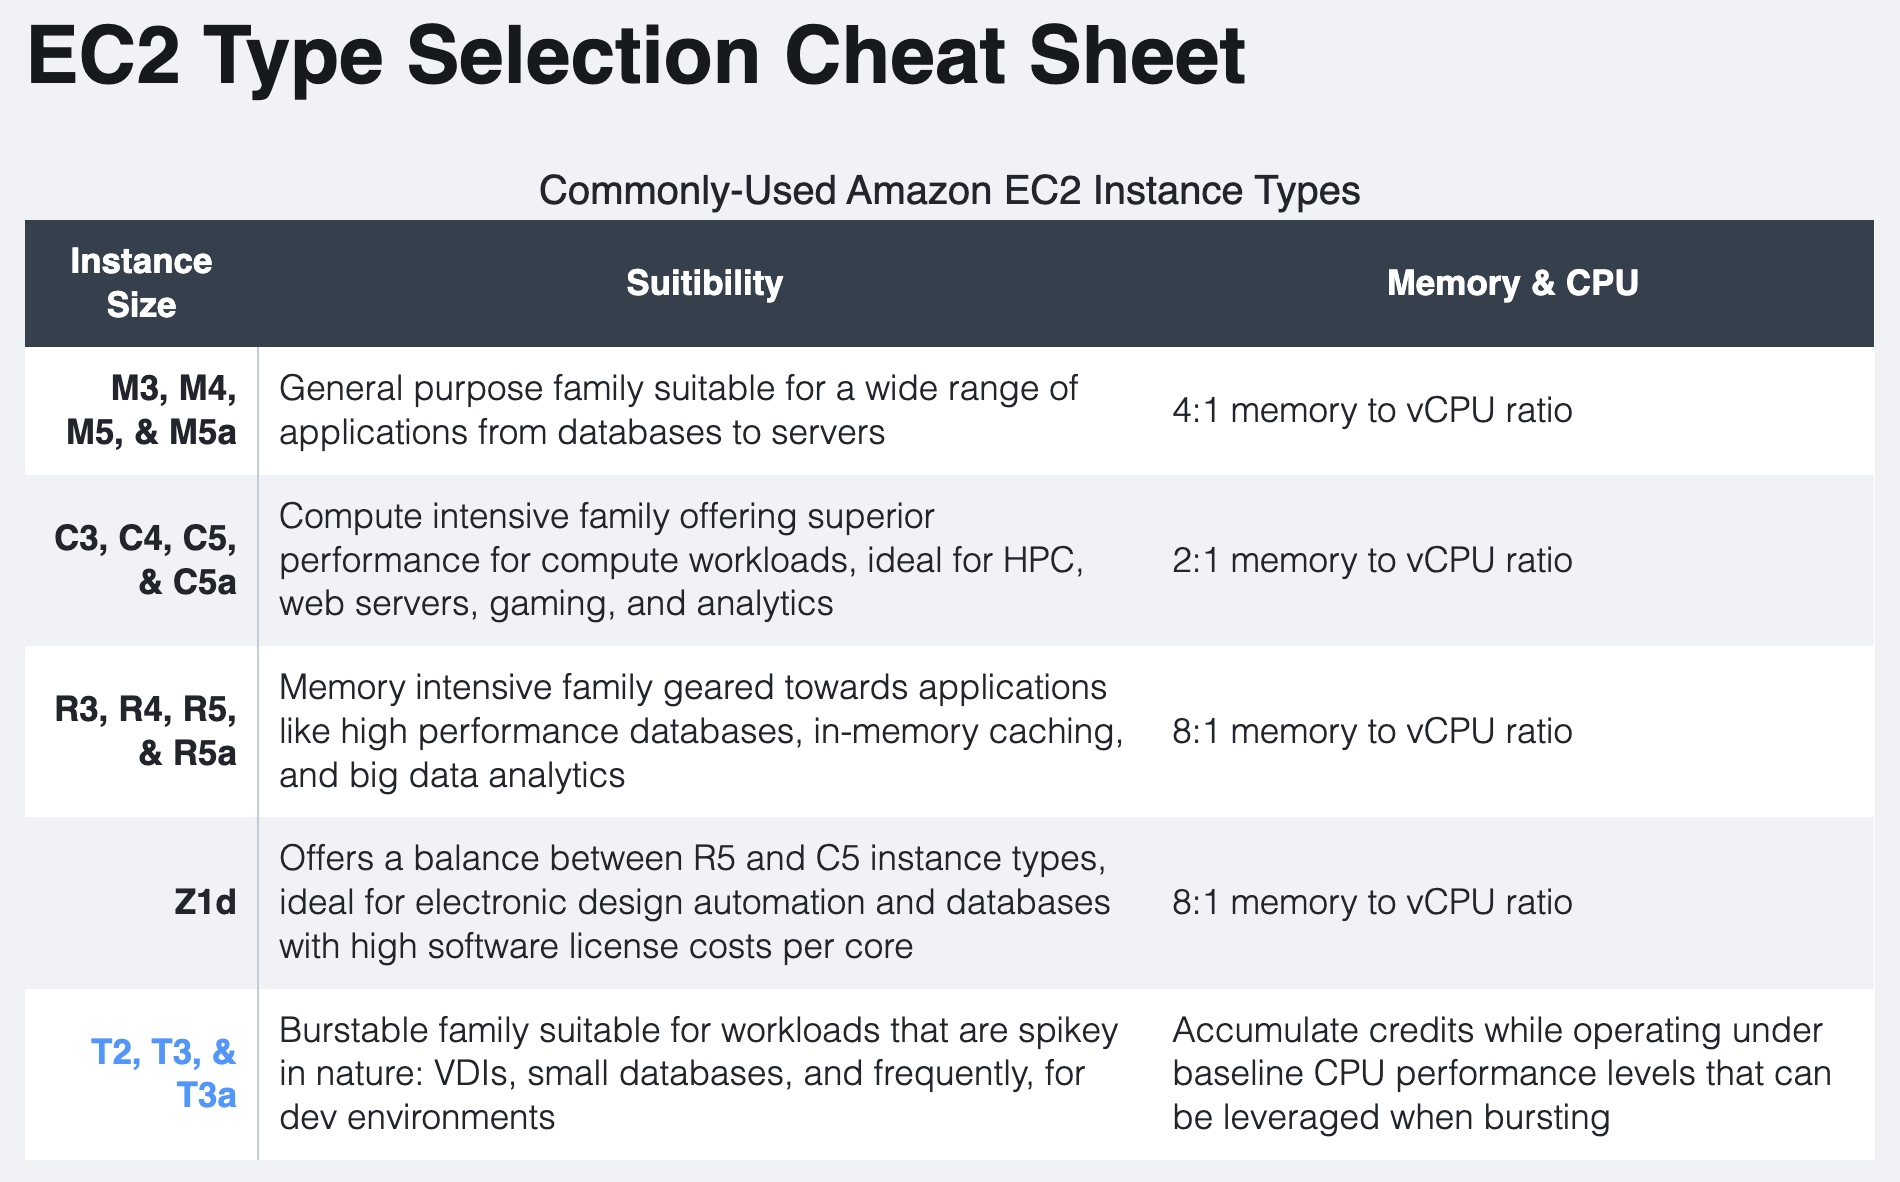 EC2 Type Selection Cheat Sheet
Commonly-Used Amazon EC2 Instance Types
Instance
Size
Suitibility
Memory & CPU
M3, M4,
M5, & M5a
General purpose family suitable for a wide range of
applications from databases to servers
4:1 memory to vCPU ratio
C3, C4, C5,
& C5a
Compute intensive family offering superior
performance for compute workloads, ideal for HPC,
web servers, gaming, and analytics
2:1 memory to vCPU ratio
R3, R4, R5,
& R5a
Memory intensive family geared towards applications
like high performance databases, in-memory caching,
and big data analytics
8:1 memory to vCPU ratio
Z1d
Offers a balance between R5 and C5 instance types,
ideal for electronic design automation and databases
with high software license costs per core
8:1 memory to vCPU ratio
T2, T3, &
T3a
Burstable family suitable for workloads that are spikey
in nature: VDIs, small databases, and frequently, for
dev environments
Accumulate credits while operating under
baseline CPU performance levels that can
be leveraged when bursting